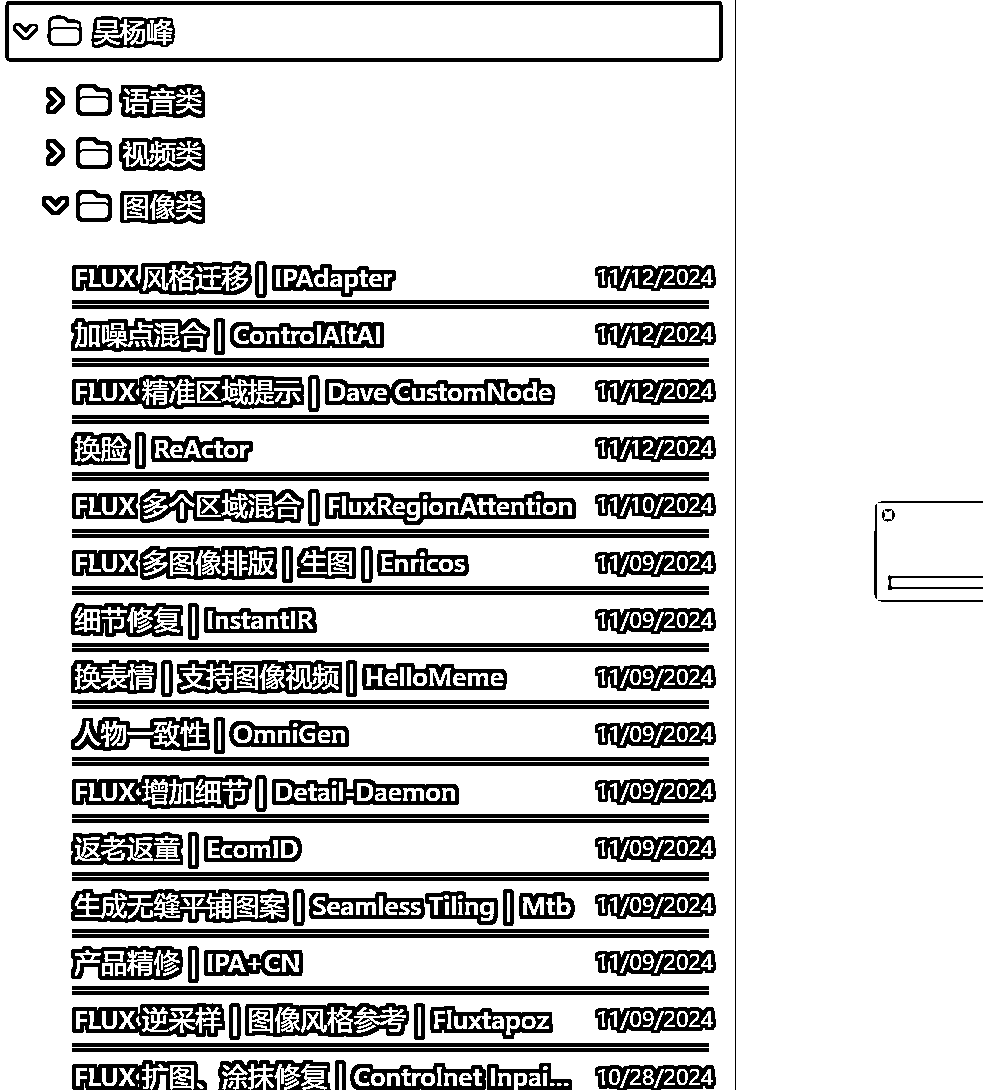 吴杨峰
语音类
视频类
图像类
FLUX 风格迁移 | IPAdapter 11/12/2024
加噪点混合 | ControlAltAI 11/12/2024
FLUX 精准区域提示 | Dave CustomNode 11/12/2024
换脸 | ReActor 11/12/2024
FLUX 多个区域混合 | FluxRegionAttention 11/10/2024
FLUX 多图像排版 | 生图 | Enricos 11/09/2024
细节修复 | InstantIR 11/09/2024
换表情 | 支持图像视频 | HelloMeme 11/09/2024
人物一致性 | OmniGen 11/09/2024
FLUX 增加细节 | Detail-Daemon 11/09/2024
返老返童 | EcomID 11/09/2024
生成无缝平铺图案 | Seamless Tiling | Mtb 11/09/2024
产品精修 | IPA+CN 11/09/2024
FLUX 逆采样 | 图像风格参考 | Fluxtapoz 11/09/2024
FLUX 扩图、涂抹修复 | Controlnet Inpai... 10/28/2024